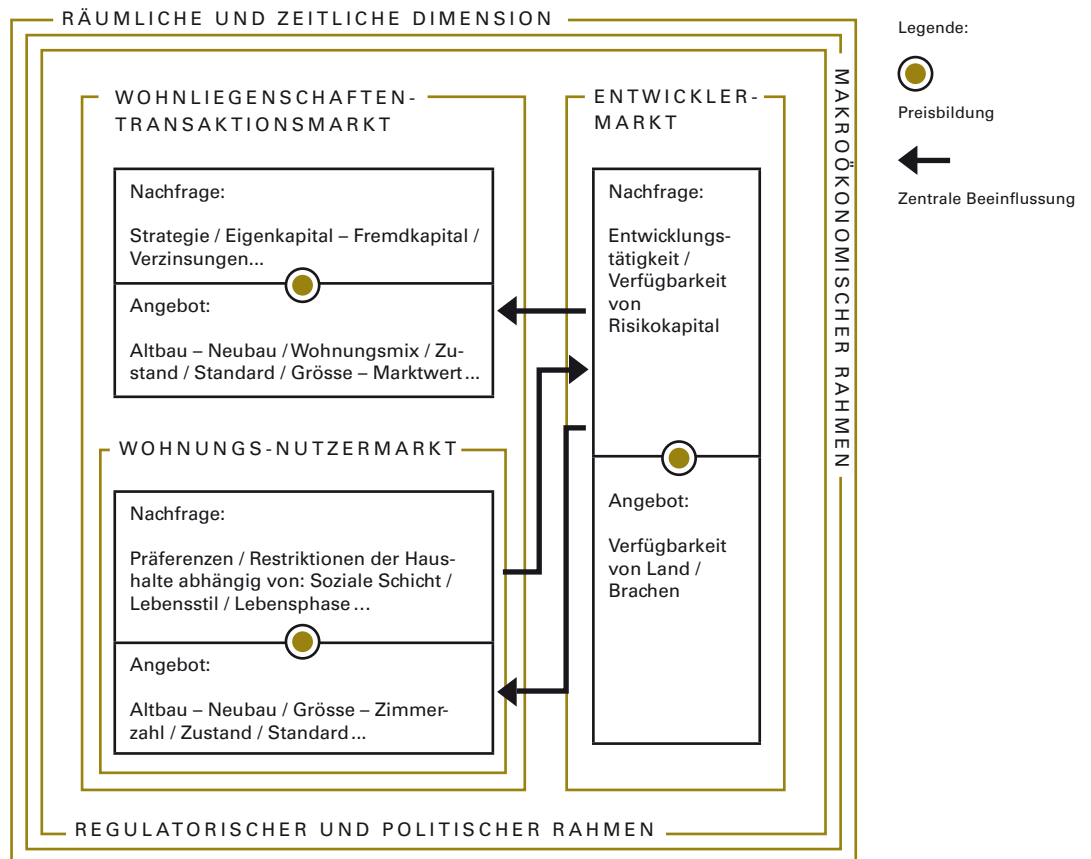 RÄUMLICHE UND ZEITLICHE DIMENSION
MAKROÖKONOMISCHER RAHMEN
WOHNLIEGENSCHAFTEN-
TRANSAKTIONSMARKT
Nachfrage:
Strategie / Eigenkapital – Fremdkapital /
Verzinsungen...
Angebot:
Altbau – Neubau / Wohnungsmix / Zu-
stand / Standard / Grösse – Marktwert ...
WOHNUNGS-NUTZERMARKT
Nachfrage:
Präferenzen / Restriktionen der Haus-
halte abhängig von: Soziale Schicht /
Lebensstil / Lebensphase ...
Angebot:
Altbau – Neubau / Grösse – Zimmer-
zahl / Zustand / Standard ...
ENTWICKLER-
MARKT
Nachfrage:
Entwicklungs-
tätigkeit /
Verfügbarkeit
von
Risikokapital
Angebot:
Verfügbarkeit
von Land /
Brachen
REGULATORISCHER UND POLITISCHER RAHMEN
Legende:
Preisbildung
Zentrale Beeinflussung